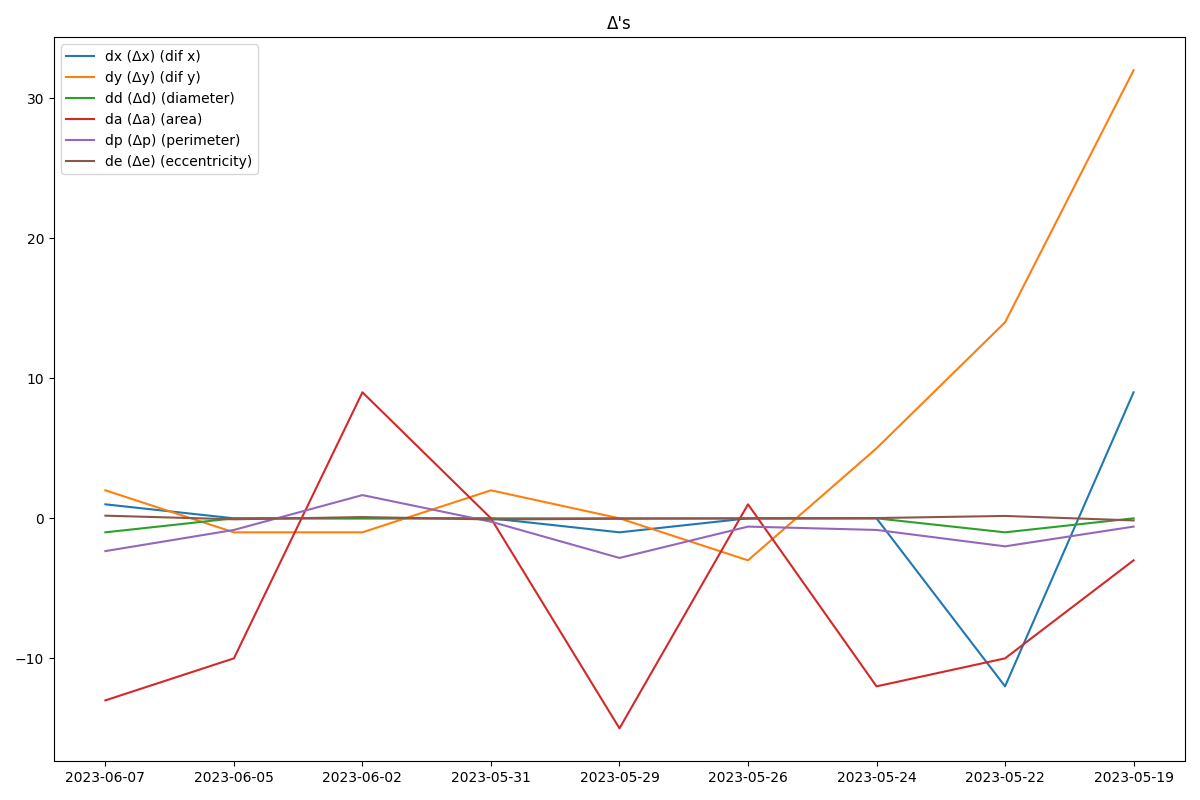 Δ's
dx (Δx) (dif x)
dy (Δy) (dif y)
dd (Δd) (diameter)
da (Δa) (area)
dp (Δp) (perimeter)
de (Δe) (eccentricity)
30
20
10
0
−10
2023-06-07 2023-06-05 2023-06-02 2023-05-31 2023-05-29 2023-05-26 2023-05-24 2023-05-22 2023-05-19